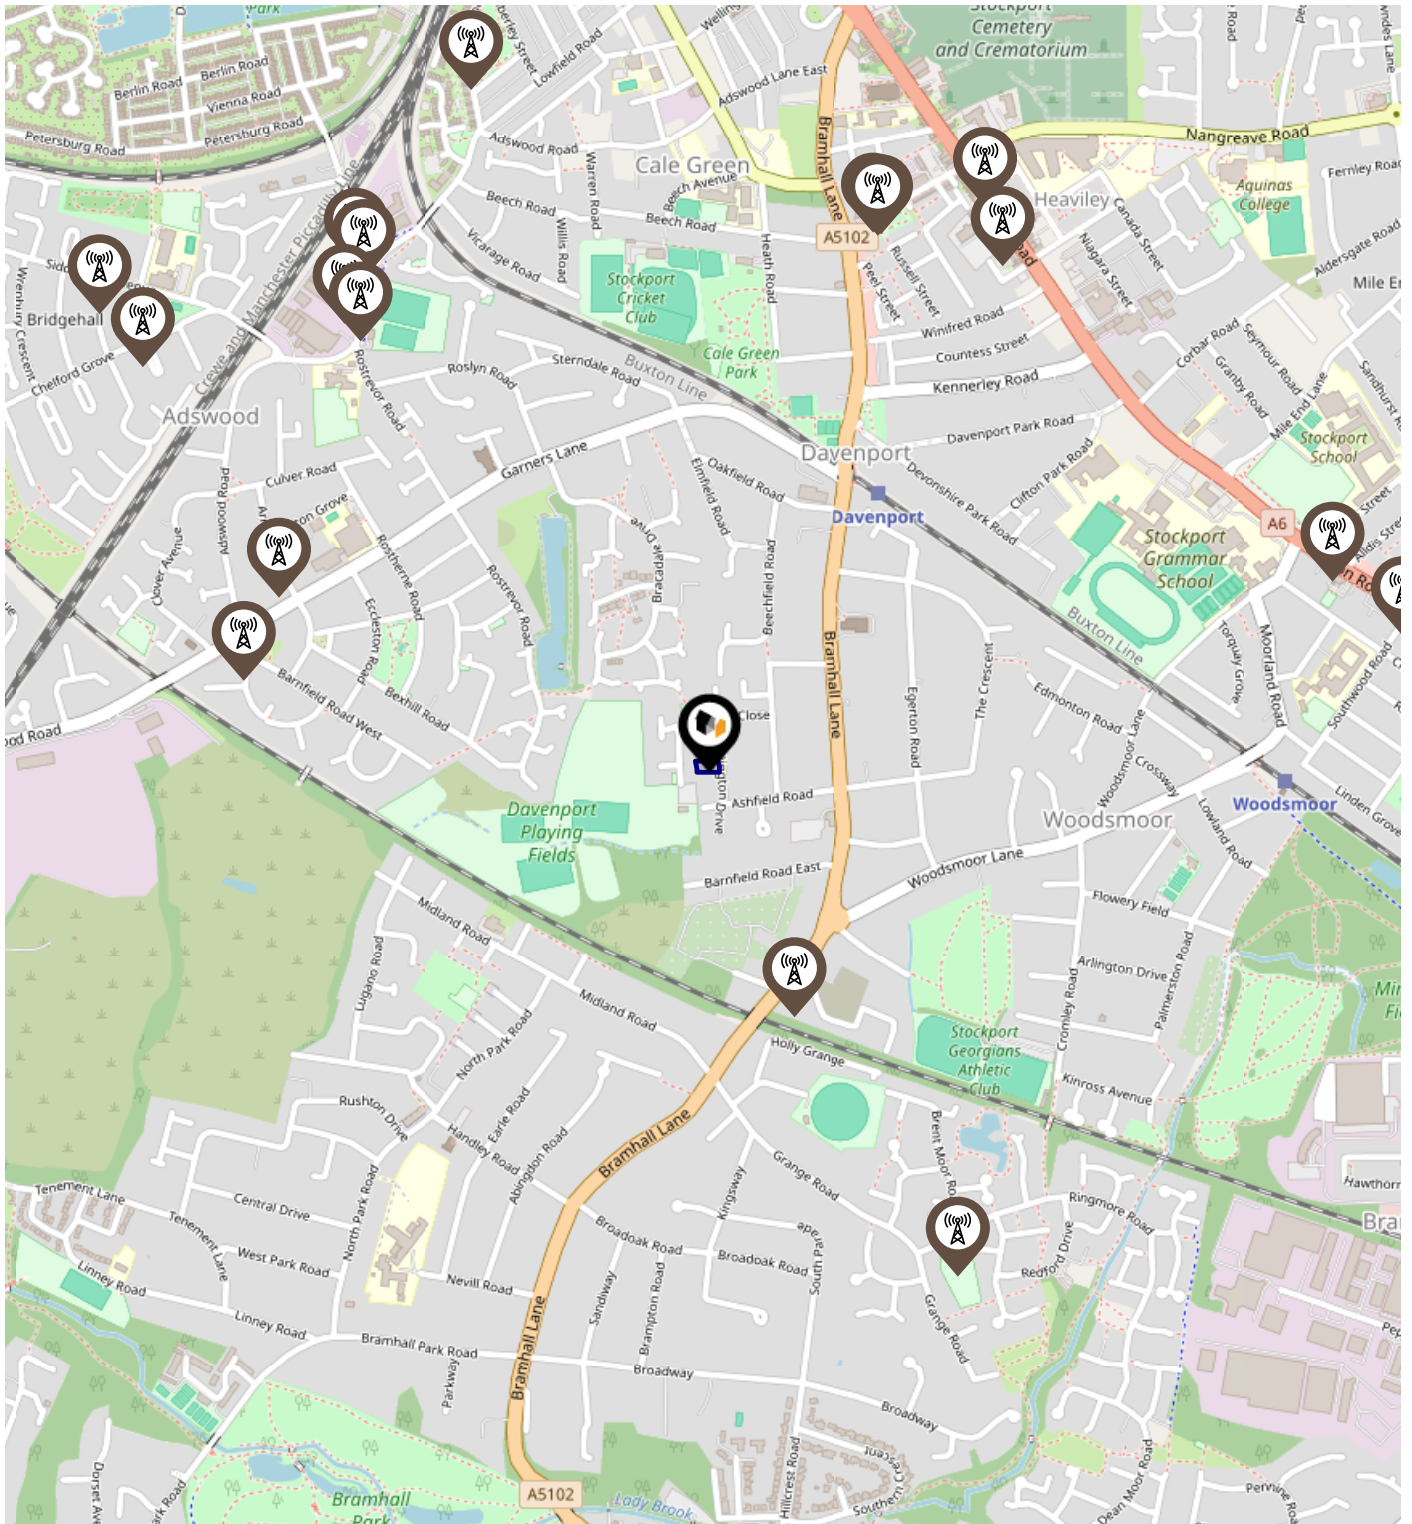 Park
Stockport
Cemetery
and Crematorium
Lowfield Road
Berlin Road
Berlin Road
Vienna Road
Petersburg Road
Petersburg Road
Adswood Lane East
Adswood Road
Nangreave Road
Cale Green
Warren Road
Beech Avenue
Beech Road
Beech Road
Willis Road
Vicarage Road
Bramhall Lane
A5102
Heaviley
Canada Street
Niagara Street
Aquinas
College
Aldersgate Road
Crewe and Manchester Piccadilly Line
Wenbury Crescent
Bridgehall
Chelford Grove
Adswood
Stockport
Cricket
Club
Heath Road
Peel Street
Russell Street
Winifred Road
Countess Street
Kennerley Road
Cale Green
Park
Buxton Line
Sterndale Road
Roslyn Road
Rostrevor Road
Corbar Road
Seymour Road
Granby Road
Mile End Lane
Stockport
School
Davenport Park Road
Davenport
Devonshire Park Road
Clifton Park Road
Garners Lane
Oakfield Road
Elmfield Road
Culver Road
Adswood Road
Clover Avenue
Davenport
A6
Stockport
Grammar
School
Buxton Line
Bracedale Drive
Beechfield Road
Rostherne Road
Rostrevor Road
Eccleston Road
Bexhill Road
Barnfield Road West
Bramhall Lane
Egerton Road
The Crescent
Torquay Grove
Moorland Road
Southwood Road
Edmonton Road
Woodsmoor Lane
Crossway
Close
Ashfield Road
Davenport
Playing
Fields
Woodsmoor
Woodsmoor
Linden Grove
Lowland Road
Woodsmoor Lane
Barnfield Road East
Flowery Field
Midland Road
Lugano Road
Arlington Drive
Palmerston Road
Cromley Road
Midland Road
North Park Road
Holly Grange
Stockport
Georgians
Athletic
Club
Kinross Avenue
Rushton Drive
Earle Road
Handley Road
Abingdon Road
Bramhall Lane
Grange Road
Tenement Lane
Tenement Lane
Central Drive
North Park Road
West Park Road
Linney Road
Linney Road
Nevill Road
Kingsway
Broadoak Road
Broadoak Road
South Parade
Ringmore Road
Redford Drive
Grange Road
Sandiway
Brampton Road
Bramhall Lane
Bramhall Park Road
Parkway
Broadway
Broadway
Hillcrest Road
Southern Crescent
Dean Moor Road
Bramhall
Park
A5102
Lady Brook